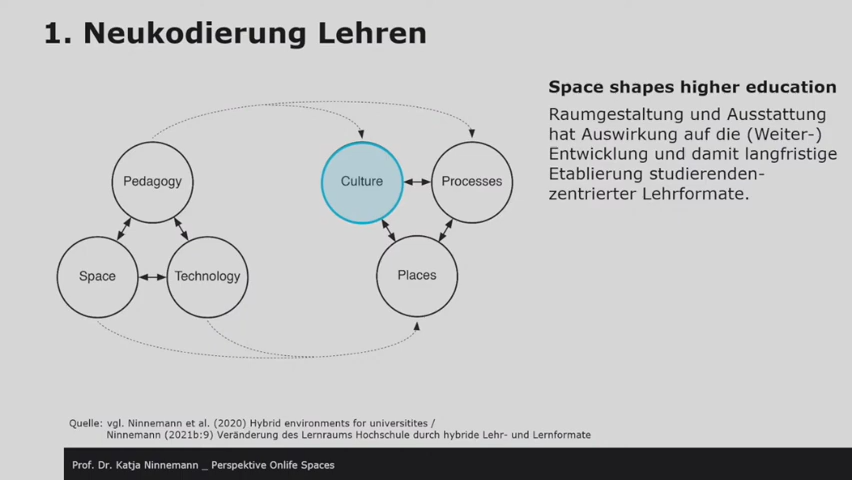 1. Neukodierung Lehren
Space shapes higher education
Raumgestaltung und Ausstattung
hat Auswirkung auf die (Weiter-)
Entwicklung und damit langfristige
Etablierung studierenden-
zentrierter Lehrformate.
Pedagogy
Space
Technology
Culture
Processes
Places
Quelle: vgl. Ninnemann et al. (2020) Hybrid environments for universitites /
Ninnemann (2021b:9) Veränderung des Lernraums Hochschule durch hybride Lehr- und Lernformate
Prof. Dr. Katja Ninnemann _ Perspektive Onlife Spaces